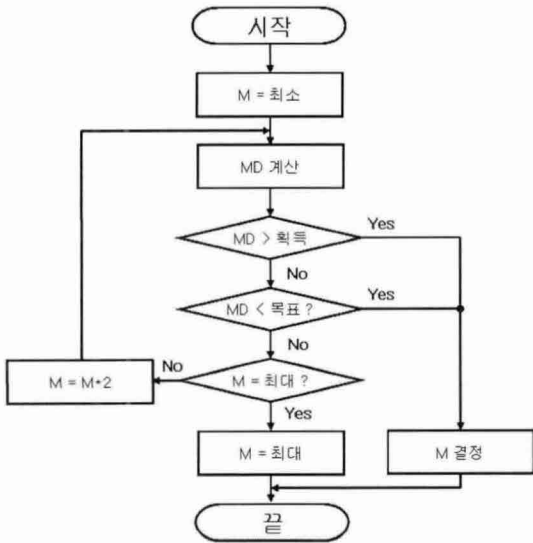 시작
M = 최소
MD 계산
MD > 획득
Yes
No
MD < 목표 ?
Yes
No
M = 최대 ?
No
M = M+2
Yes
M = 최대
M 결정
끝